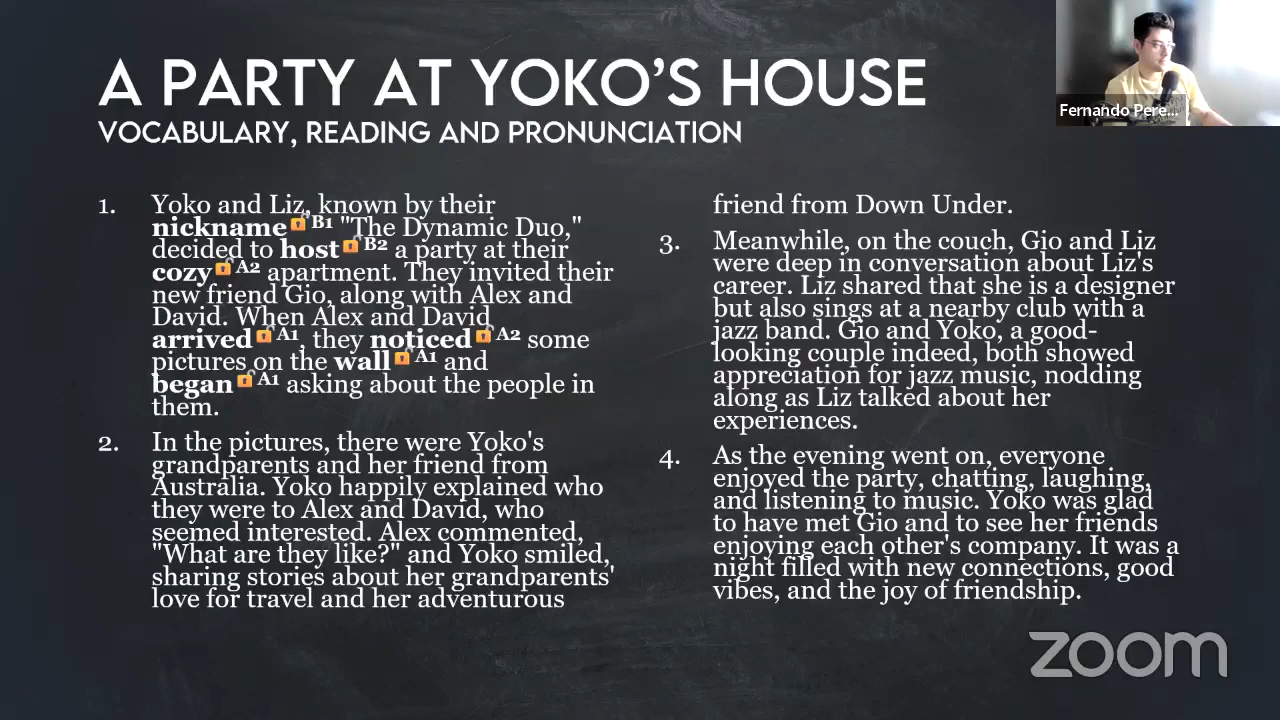 A PARTY AT YOKO'S HOUSE
VOCABULARY, READING AND PRONUNCIATION
Fernando Pere...
1. Yoko and Liz, known by their
nickname B1 "The Dynamic Duo,"
decided to host B2 a party at their
cozy A2 apartment. They invited their
new friend Gio, along with Alex and
David. When Alex and David
arrived A1, they noticed A2 some
pictures on the wall A1 and
began A1 asking about the people in
them.
2. In the pictures, there were Yoko's
grandparents and her friend from
Australia. Yoko happily explained who
they were to Alex and David, who
seemed interested. Alex commented,
"What are they like?" and Yoko smiled,
sharing stories about her grandparents'
love for travel and her adventurous
friend from Down Under.
3. Meanwhile, on the couch, Gio and Liz
were deep in conversation about Liz's
career. Liz shared that she is a designer
but also sings at a nearby club with a
jazz band. Gio and Yoko, a good-
looking couple indeed, both showed
appreciation for jazz music, nodding
along as Liz talked about her
experiences.
4. As the evening went on, everyone
enjoyed the party, chatting, laughing,
and listening to music. Yoko was glad
to have met Gio and to see her friends
enjoying each other's company. It was a
night filled with new connections, good
vibes, and the joy of friendship.
zoom